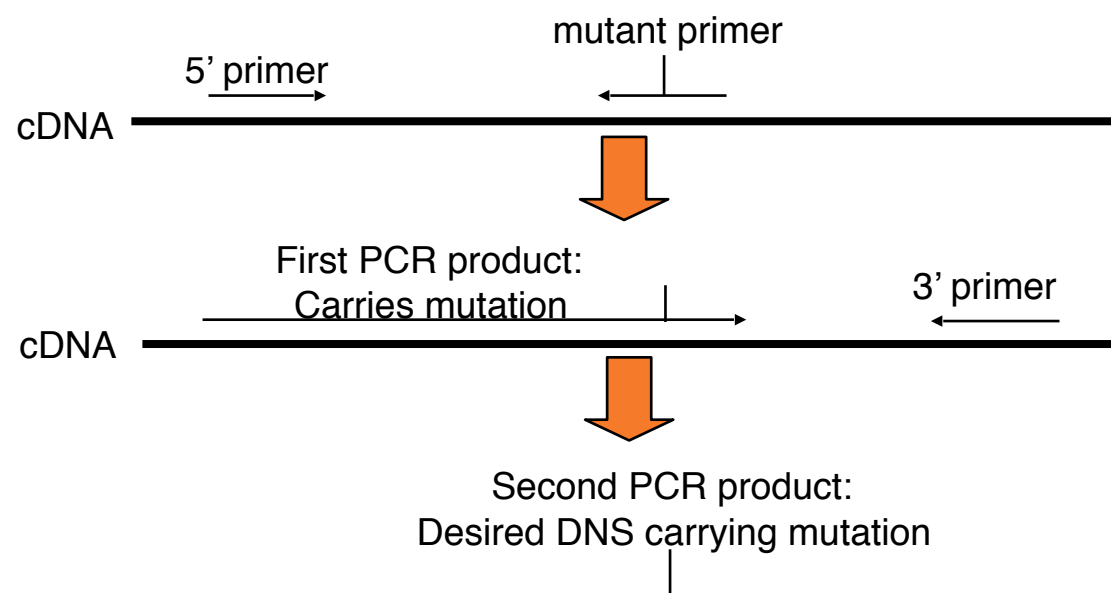 mutant primer
5’ primer
cDNA
First PCR product:
Carries mutation
3’ primer
cDNA
Second PCR product:
Desired DNS carrying mutation